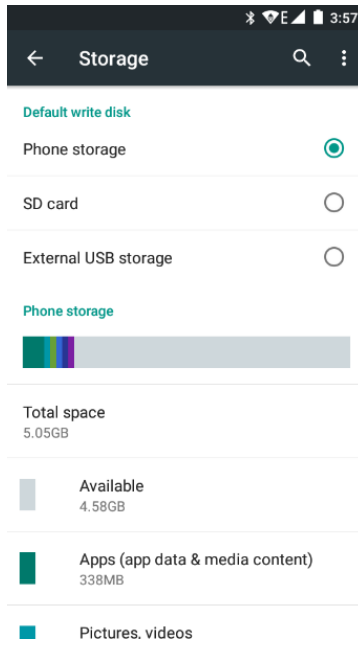 E 3:57
Storage
Default write disk
Phone storage
SD card
External USB storage
Phone storage
Total space
5.05GB
Available
4.58GB
Apps (app data & media content)
338MB
Pictures, videos